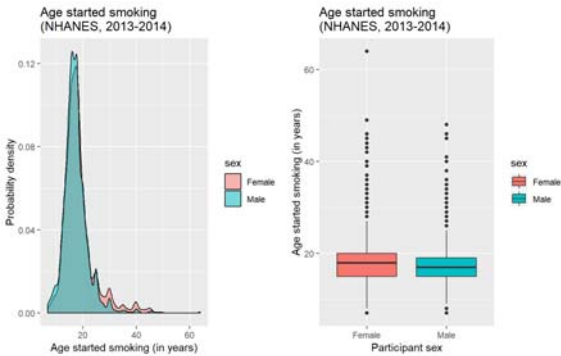 Age started smoking
(NHANES, 2013-2014)
0.12
0.08
0.04
0.00
Probability density
20
40
60
Age started smoking (in years)
sex
Female
Male
Age started smoking
(NHANES, 2013-2014)
60
40
20
Age started smoking (in years)
Female
Male
Participant sex
sex
Female
Male